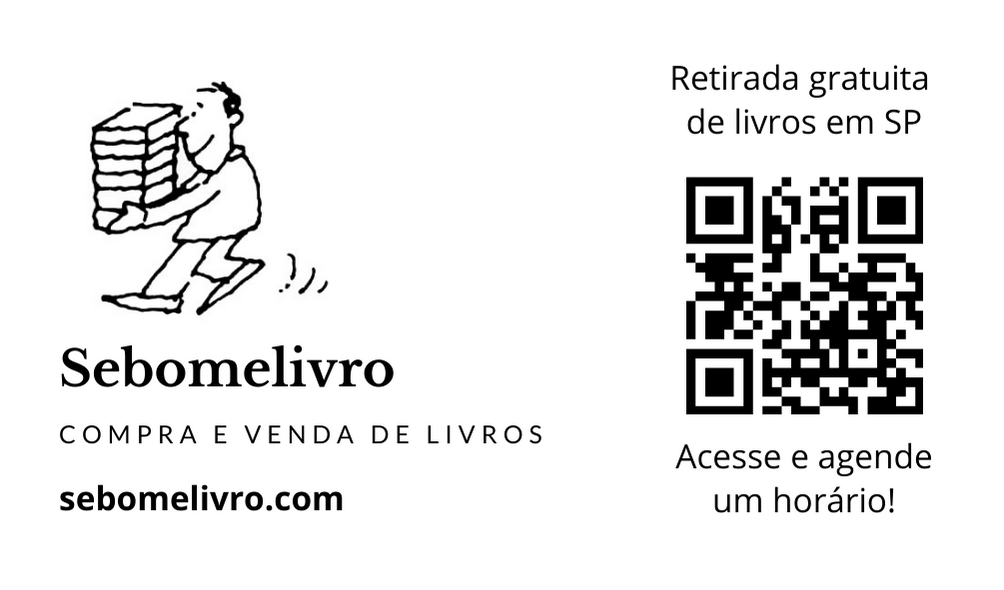 Sebomelivro
COMPRA E VENDA DE LIVROS
sebomelivro.com
Retirada gratuita
de livros em SP
Acesse e agende
um horário!